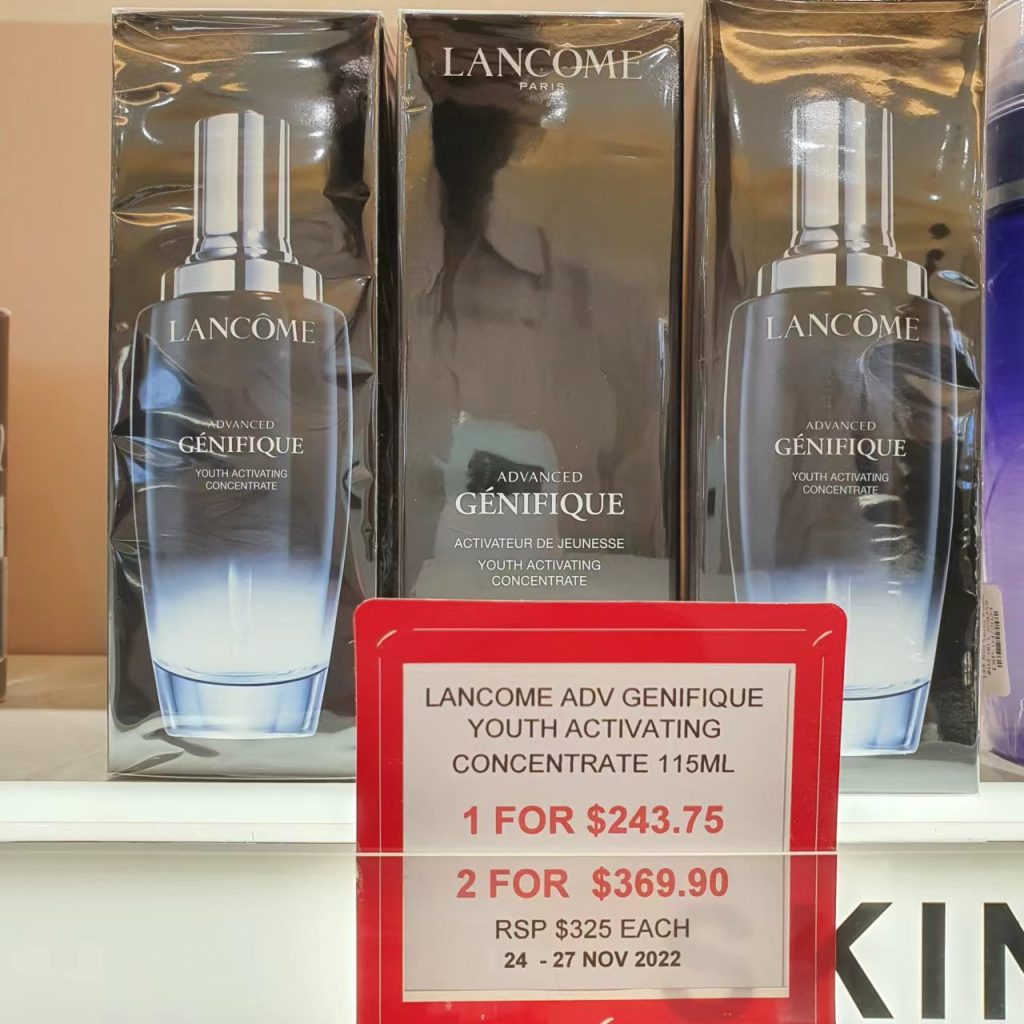 LANCÔME
ADVANCED
GÉNIFIQUE
YOUTH ACTIVATING
CONCENTRATE
LANCÔME
PARIS
ADVANCED
GÉNIFIQUE
ACTIVATEUR DE JEUNESSE
YOUTH ACTIVATING
CONCENTRATE
LANCÔME
ADVANCED
GÉNIFIQUE
YOUTH ACTIVATING
CONCENTRATE
LANCOME ADV GENIFIQUE
YOUTH ACTIVATING
CONCENTRATE 115ML
1 FOR $243.75
2 FOR $369.90
RSP $325 EACH
24 - 27 NOV 2022
KIN